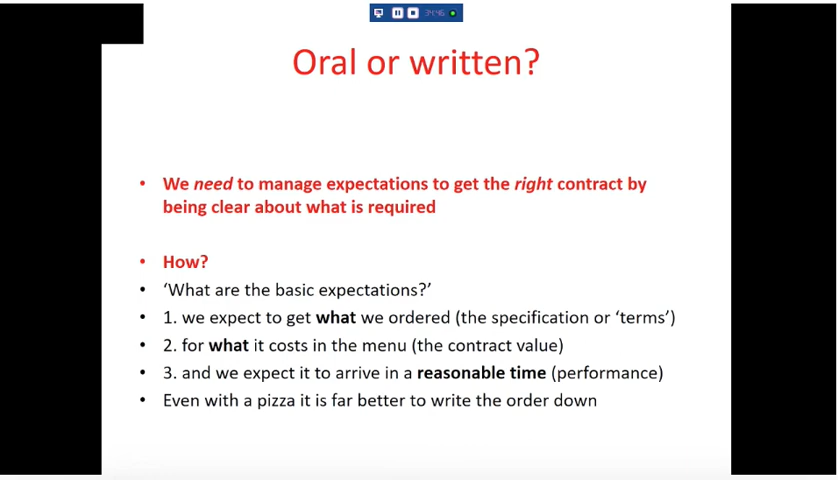 34:46
Oral or written?
• We need to manage expectations to get the right contract by
being clear about what is required
• How?
• ‘What are the basic expectations?’
• 1. we expect to get what we ordered (the specification or ‘terms’)
• 2. for what it costs in the menu (the contract value)
• 3. and we expect it to arrive in a reasonable time (performance)
• Even with a pizza it is far better to write the order down